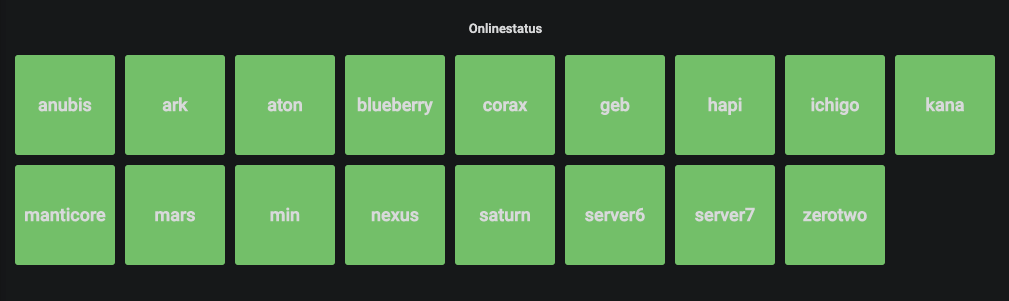 Onlinestatus
anubis ark aton blueberry corax geb hapi ichigo kana
manticore mars min nexus saturn server6 server7 zerotwo